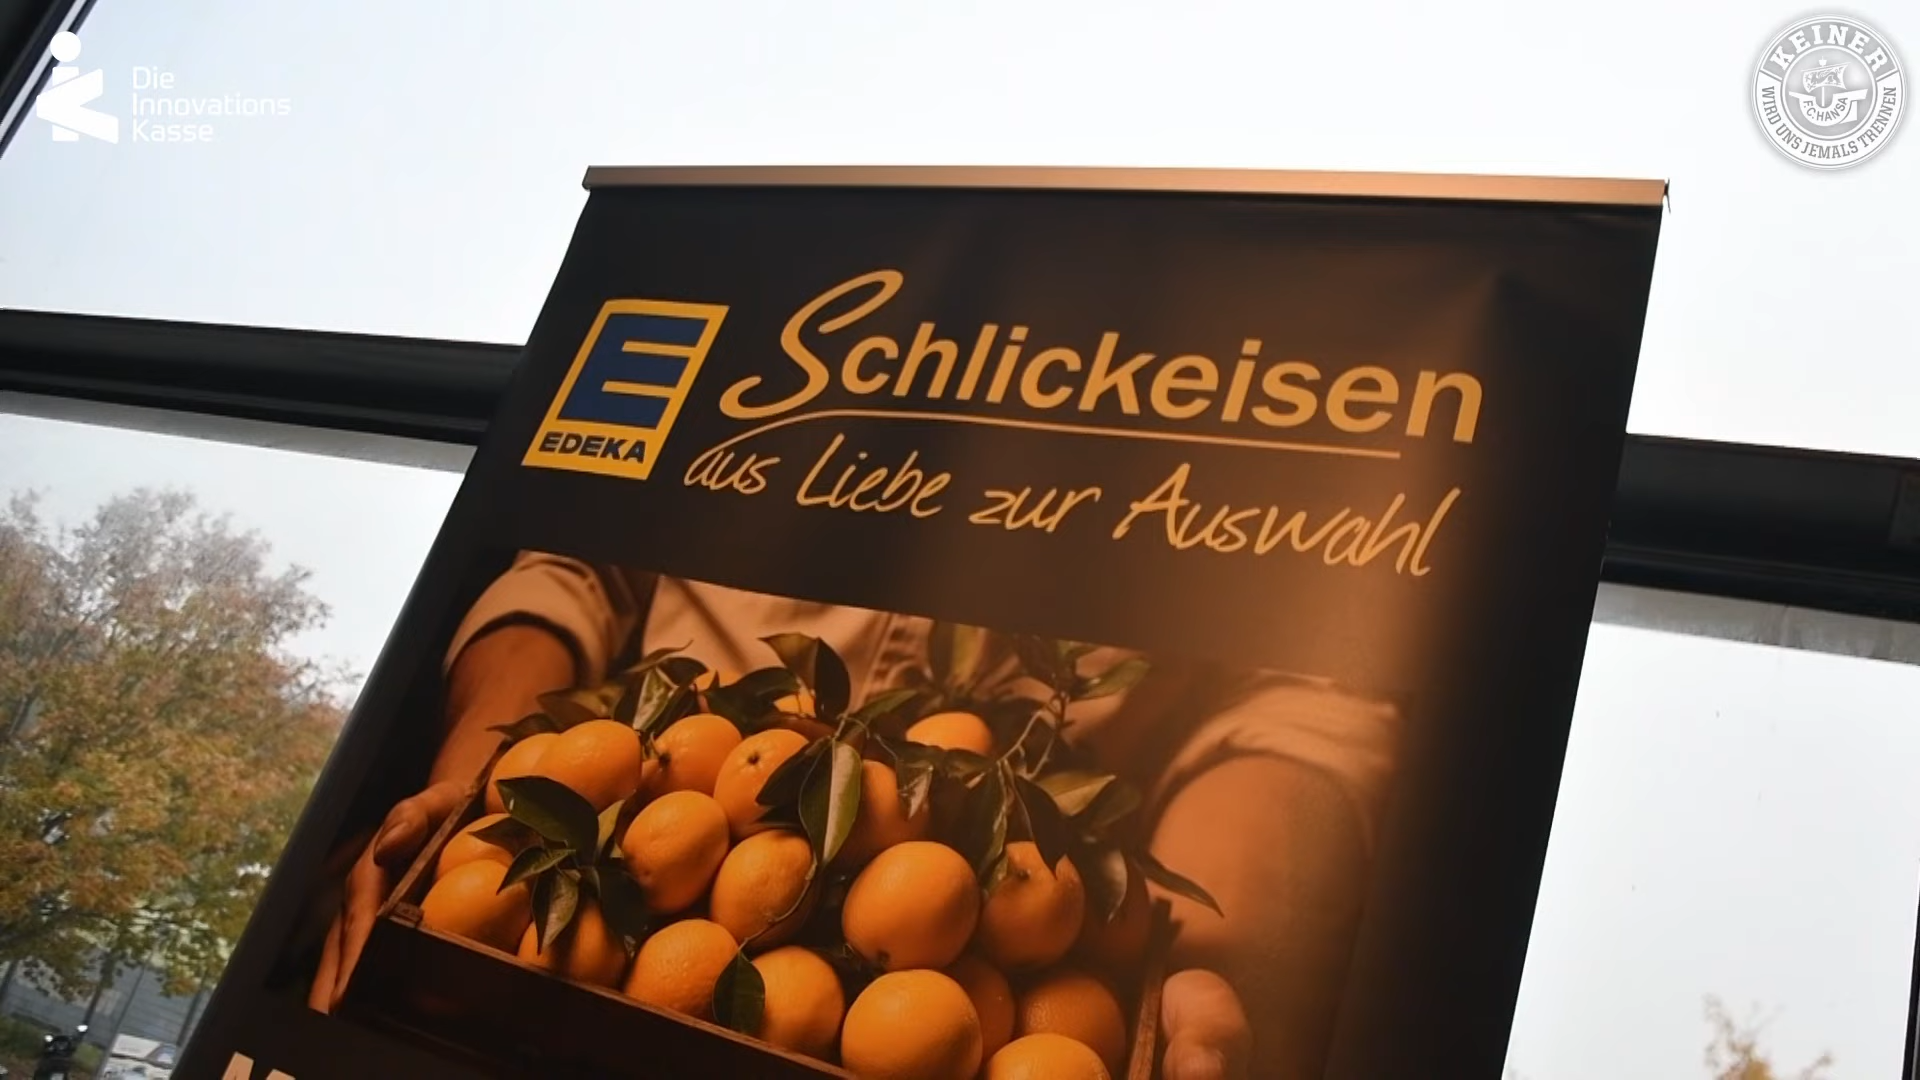 Die
Innovations
Kasse
KEINER
F.C. HANSA
WIRD UNS JEMALS TRENNEN
Schlickeisen
EDEKA
aus Liebe zur Auswahl